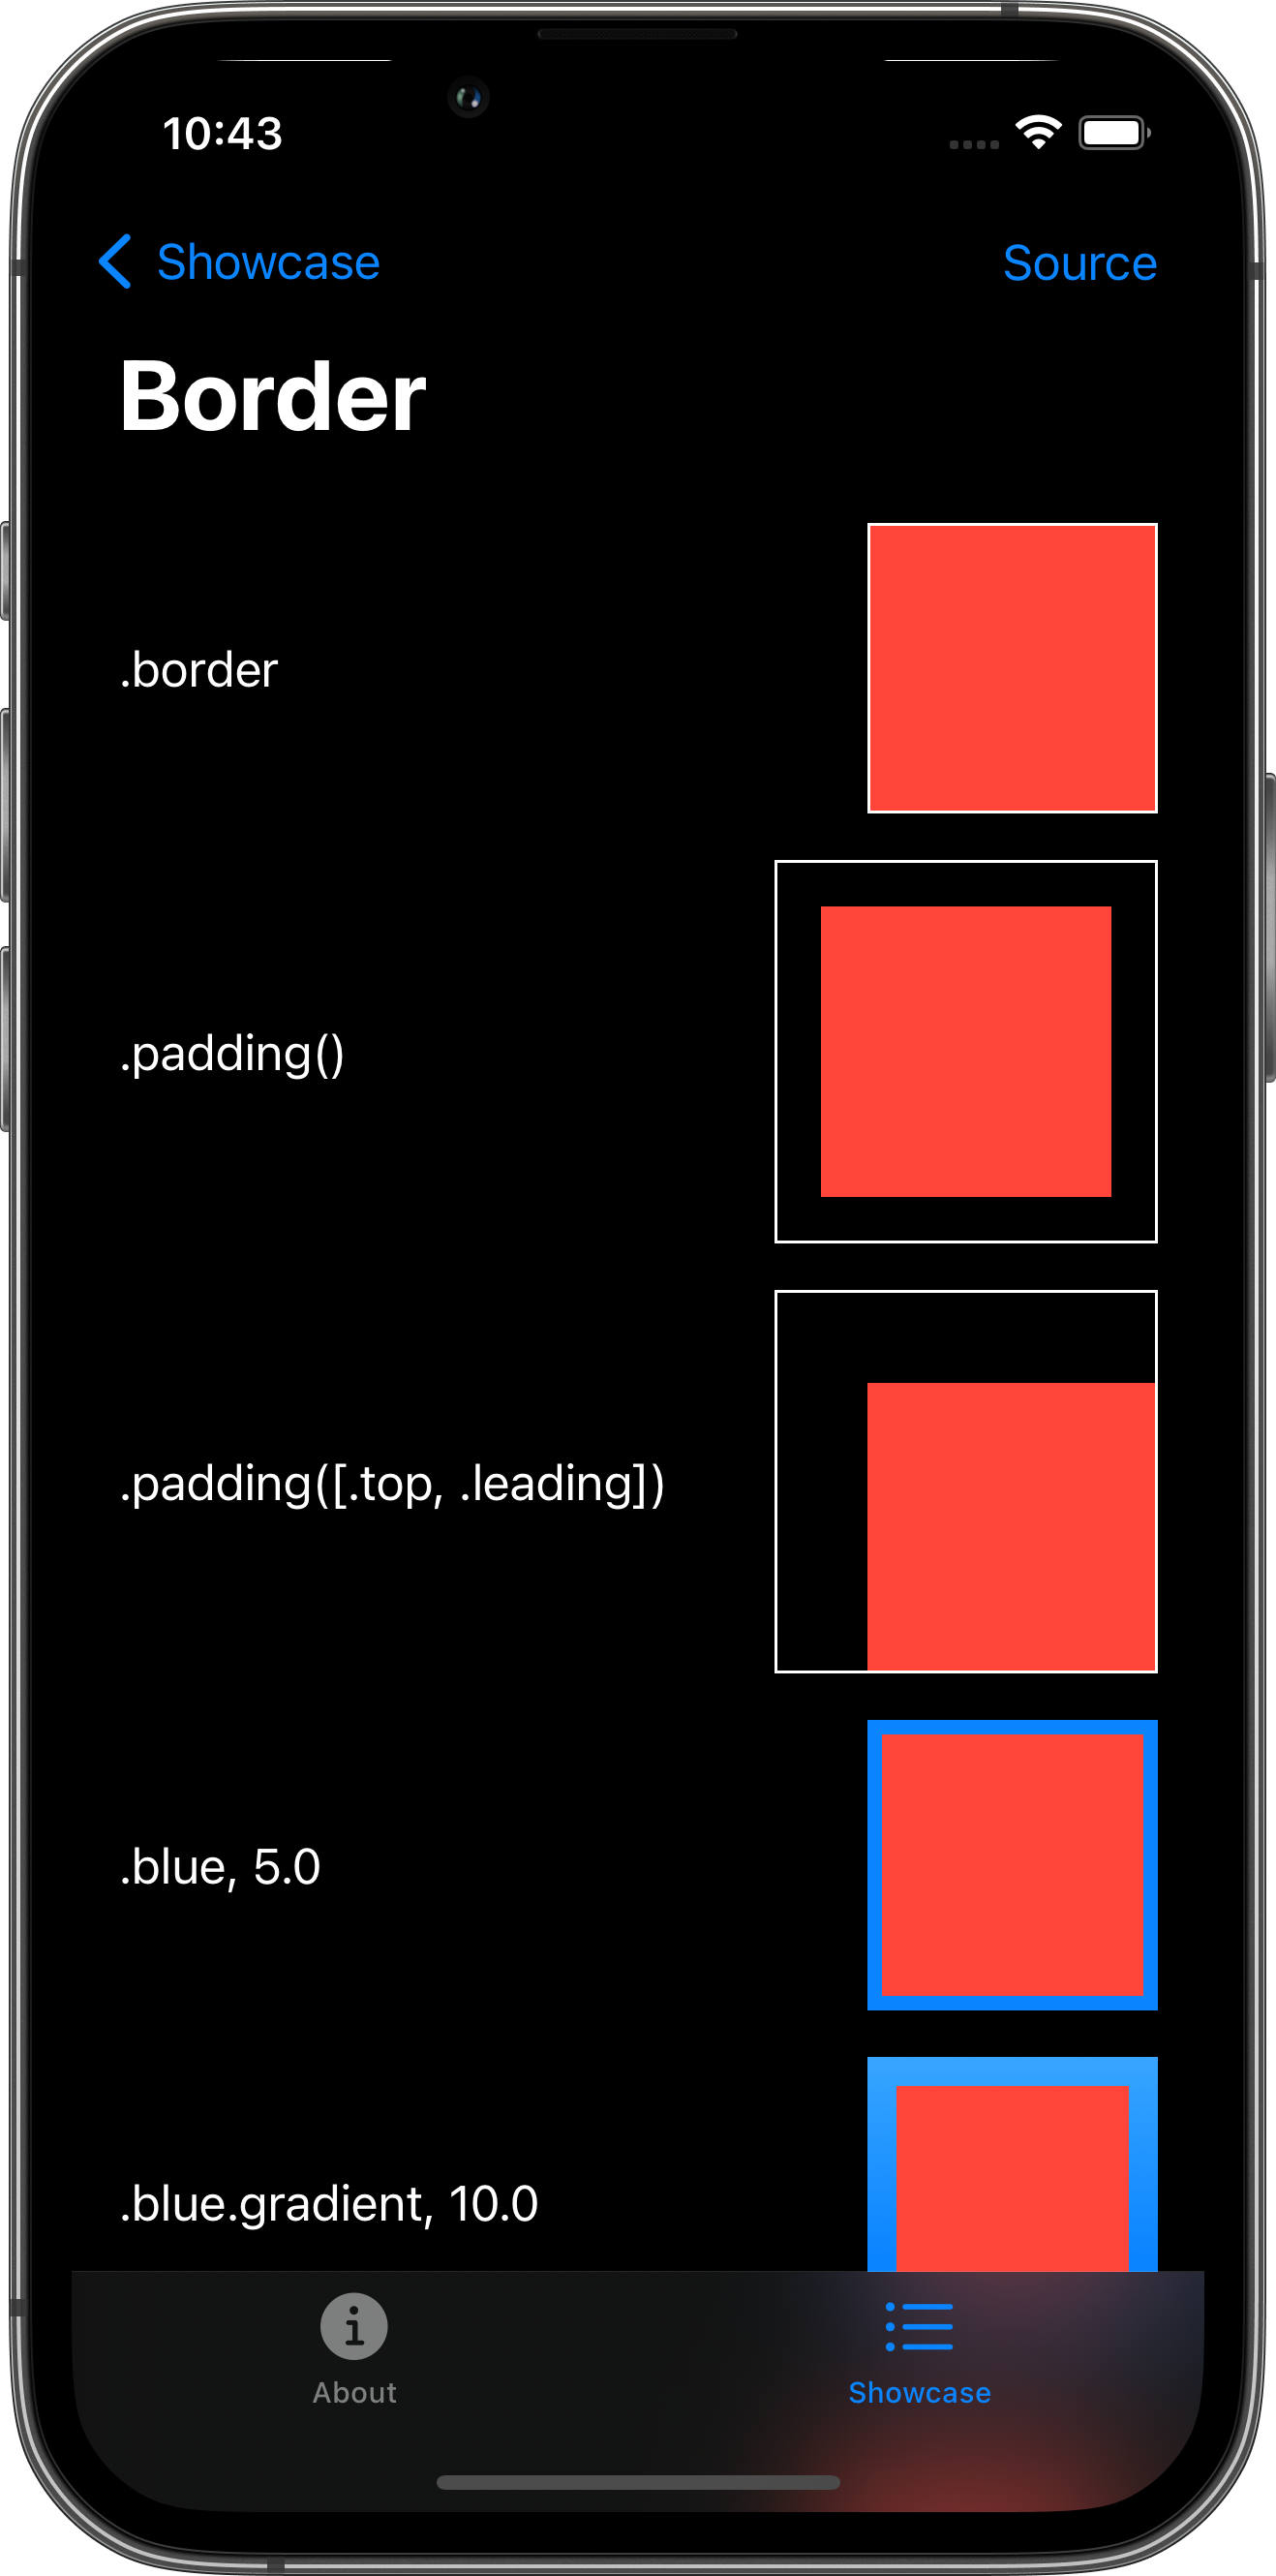 10:43
Showcase
Source
Border
.border
.padding()
.padding([.top, .leading])
.blue, 5.0
.blue.gradient, 10.0
About
Showcase